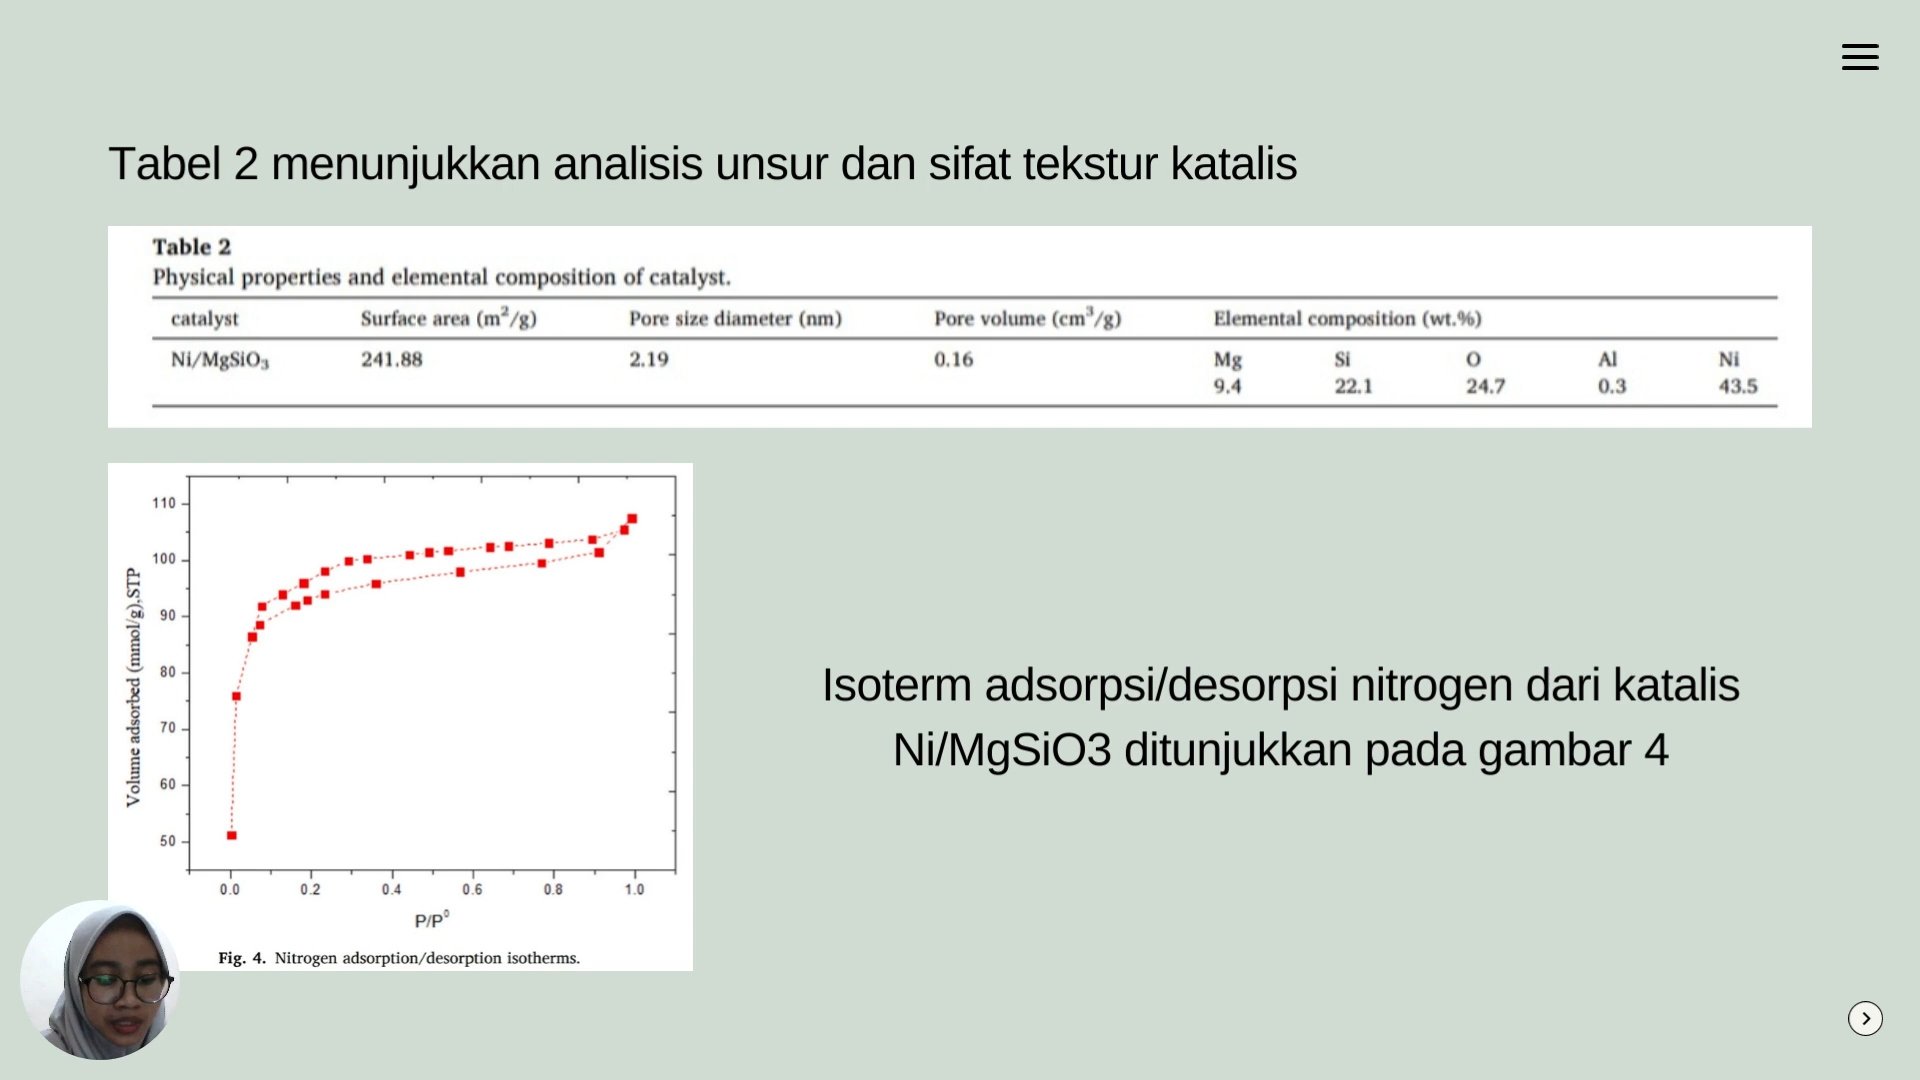 Tabel 2 menunjukkan analisis unsur dan sifat tekstur katalis
Table 2
Physical properties and elemental composition of catalyst.
catalyst Surface area (m²/g) Pore size diameter (nm) Pore volume (cm³/g) Elemental composition (wt.%)
Ni/MgSiO₃ 241.88 2.19 0.16 Mg Si O Al Ni
9.4 22.1 24.7 0.3 43.5
110
100
90
80
70
60
50
Volume adsorbed (mmol/g),STP
0.0 0.2 0.4 0.6 0.8 1.0
P/P⁰
Fig. 4. Nitrogen adsorption/desorption isotherms.
Isoterm adsorpsi/desorpsi nitrogen dari katalis
Ni/MgSiO3 ditunjukkan pada gambar 4